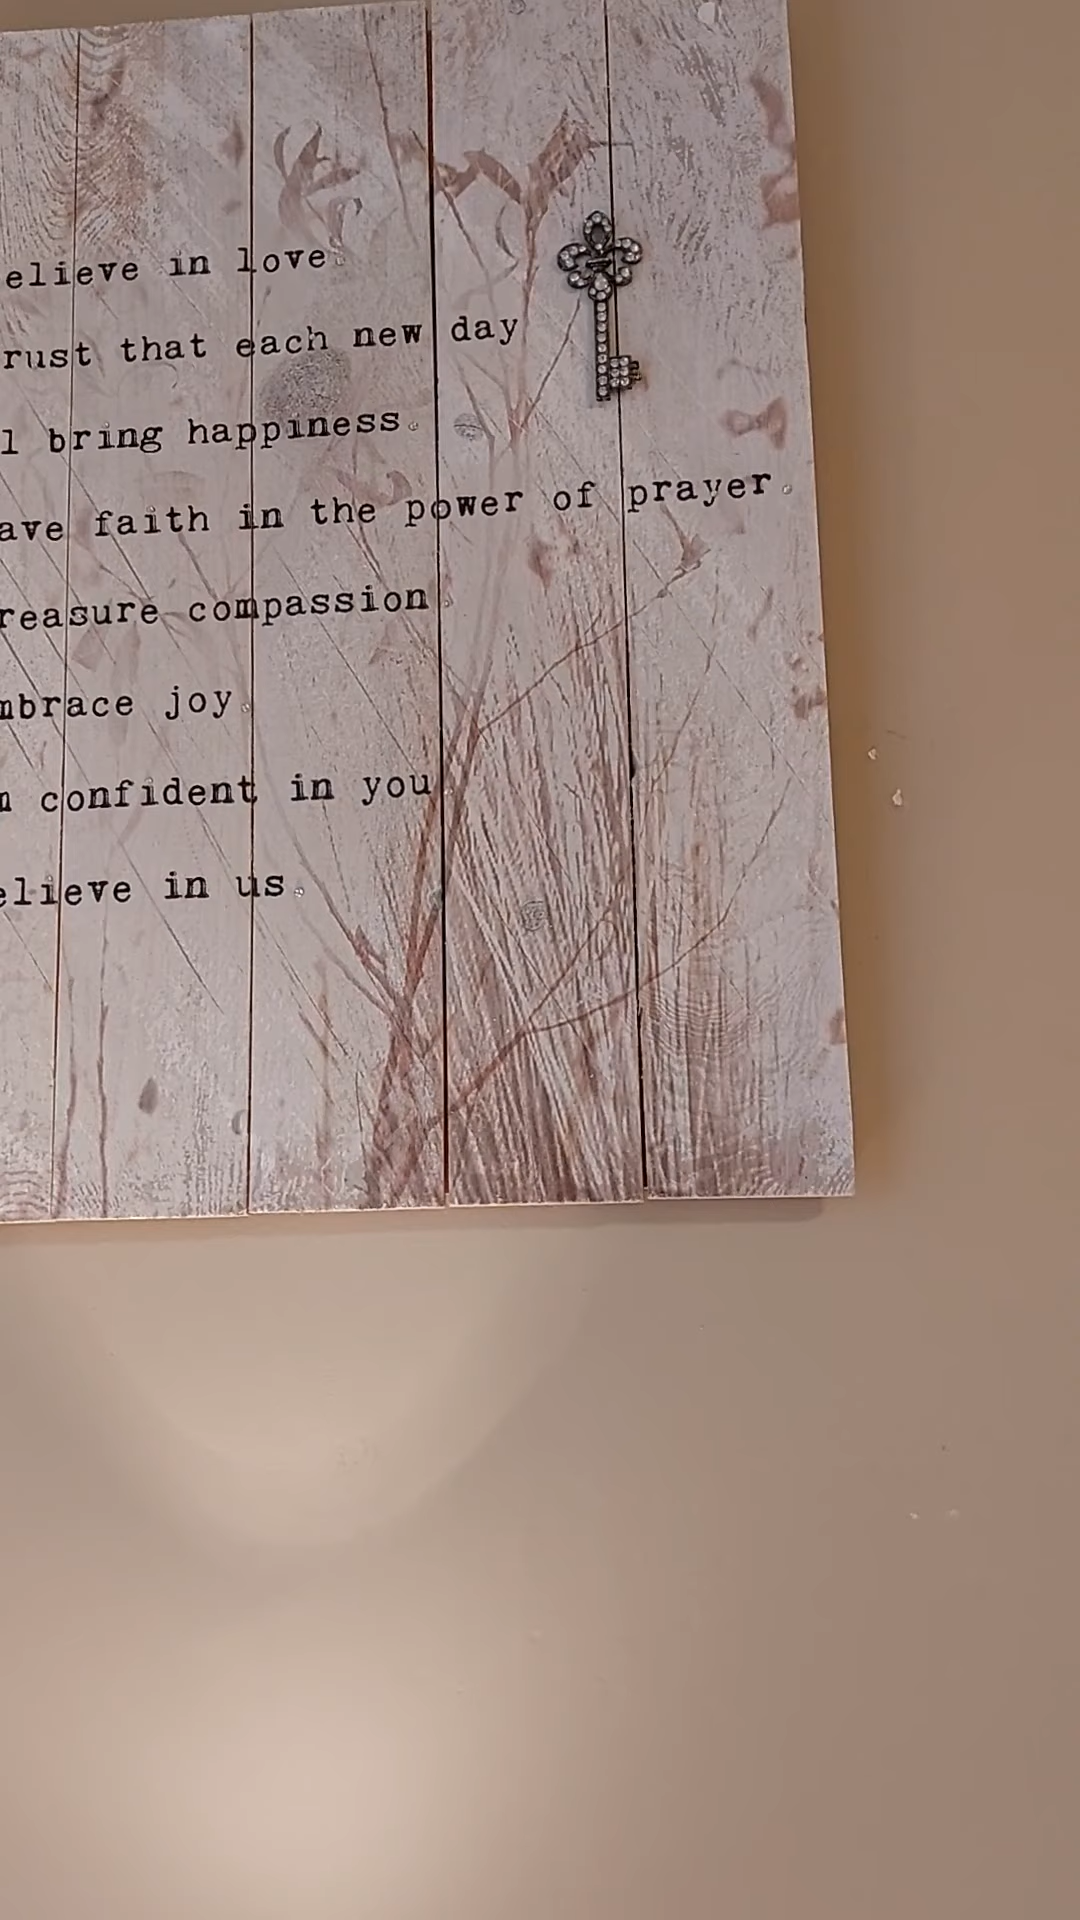 elieve in love.
rust that each new day
l bring happiness.
ave faith in the power of prayer.
reasure compassion.
mbrace joy.
confident in you.
elieve in us.